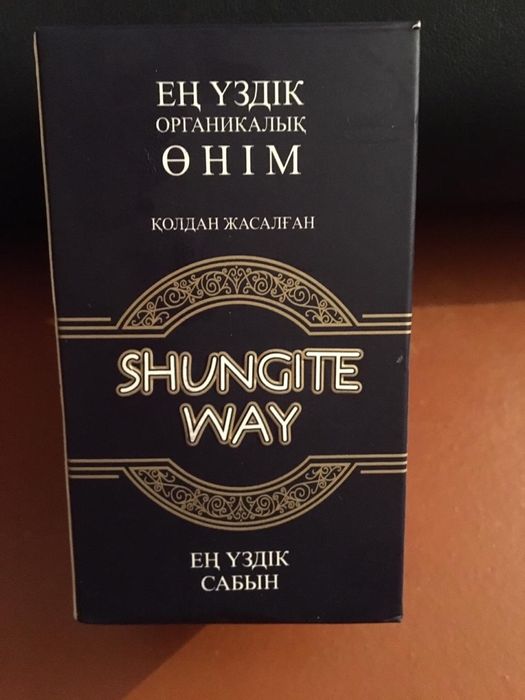 ЕҢ ҮЗДІК
ОРГАНИКАЛЫҚ
ӨНІМ
ҚОЛДАН ЖАСАЛҒАН
SHUNGITE
WAY
ЕҢ ҮЗДІК
САБЫН